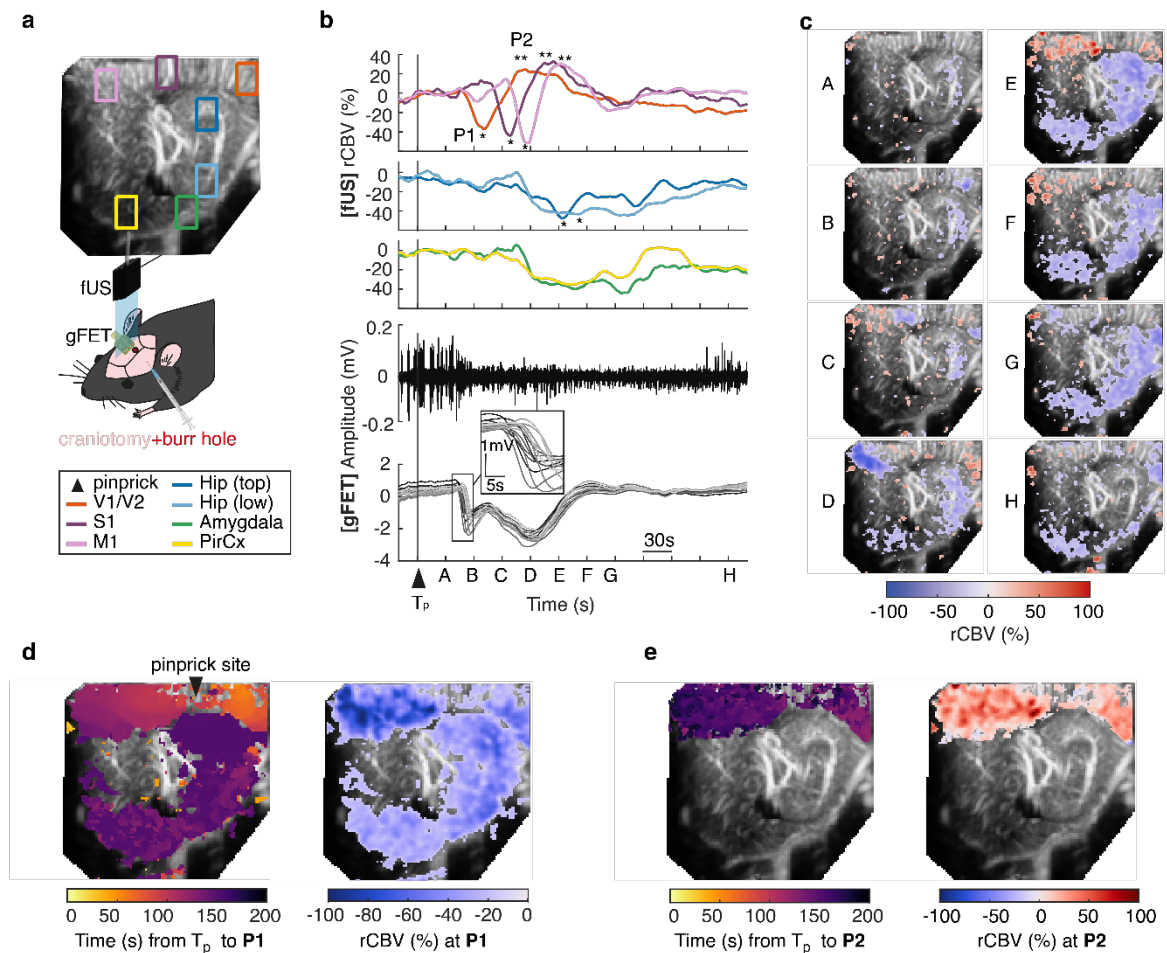 a
fUS
gFET
craniotomy+burr hole
pinprick
V1/V2
S1
M1
Hip (top)
Hip (low)
Amygdala
PirCx
b
P2
40
20
0
-40
-80
** ** **
P1
* * *
[fUS] rCBV (%)
0
-20
-40
* *
0
-20
-40
0.2
0
-0.2
1mV
5s
2
0
-2
-4
[gFET] Amplitude (mV)
30s
A B C D E F G H
Tp
Time (s)
c
A
E
B
F
C
G
D
H
-100 -50 0 50 100
rCBV (%)
d
pinprick site
0 50 100 150 200
Time (s) from Tp to P1
-100 -80 -60 -40 -20 0
rCBV (%) at P1
e
0 50 100 150 200
Time (s) from Tp to P2
-100 -50 0 50 100
rCBV (%) at P2